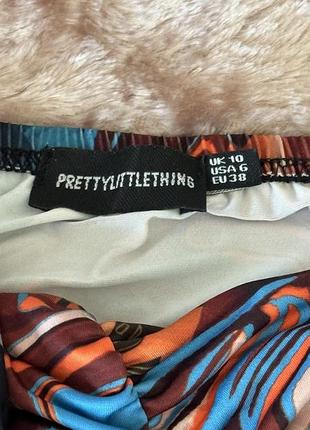 PRETTYLITTLETHING
UK 10
USA 6
EU 38